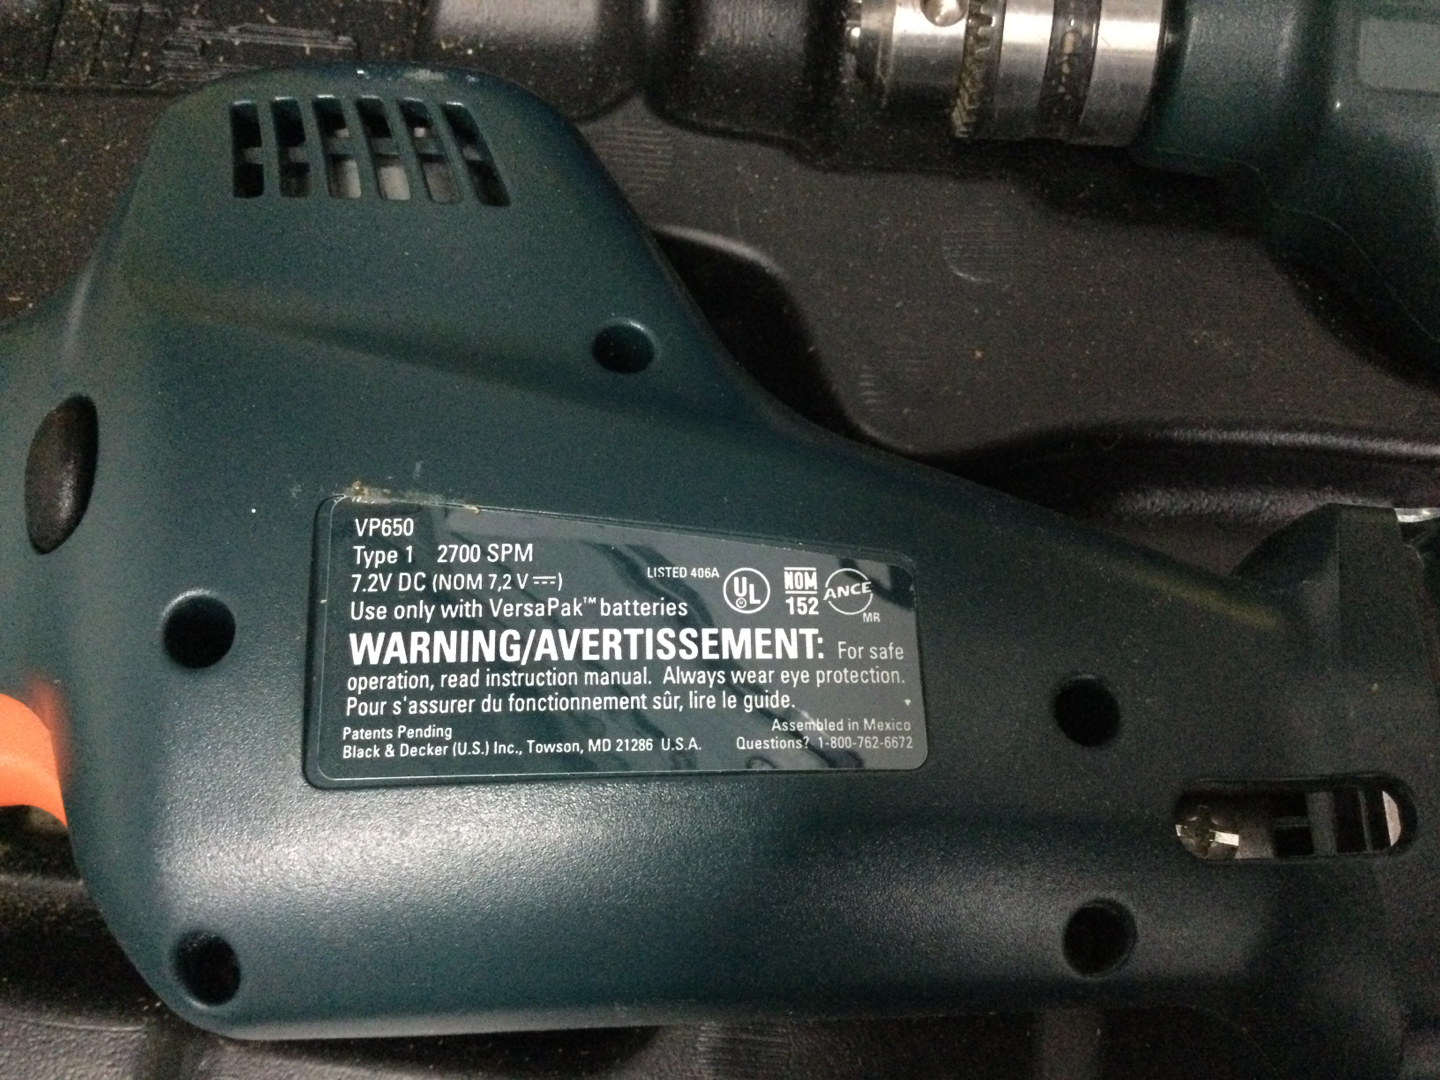 VP650
Type 1 2700 SPM
7.2V DC (NOM 7,2 V ⎓)
LISTED 406A
UL
C
NOM
152
ANCE
MR
Use only with VersaPak™ batteries
WARNING/AVERTISSEMENT: For safe
operation, read instruction manual. Always wear eye protection.
Pour s'assurer du fonctionnement sûr, lire le guide.
Patents Pending
Black & Decker (U.S.) Inc., Towson, MD 21286 U.S.A.
Assembled in Mexico
Questions? 1-800-762-6672